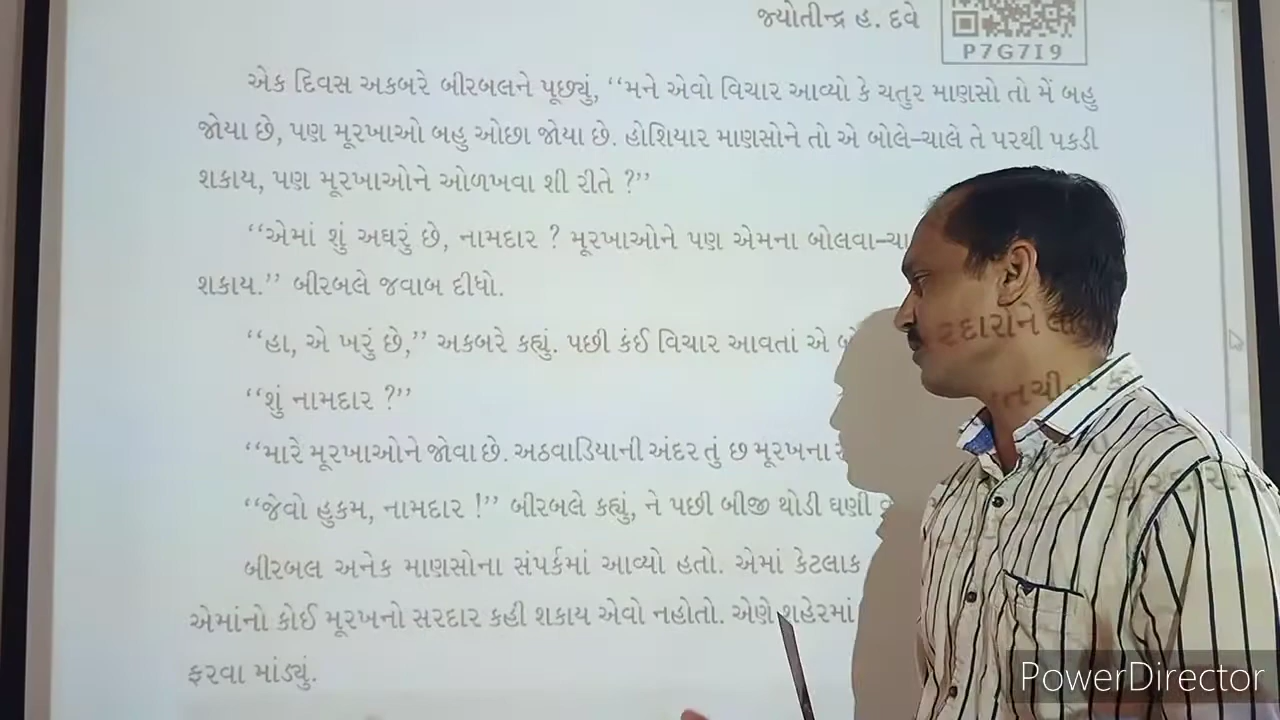 જ્યોતીન્દ્ર હ. દવે
P7G7I9
એક દિવસ અકબરે બીરબલને પૂછ્યું, “મને એવો વિચાર આવ્યો કે ચતુર માણસો તો મેં બહુ
જોયા છે, પણ મૂરખાઓ બહુ ઓછા જોયા છે. હોશિયાર માણસોને તો એ બોલે-ચાલે તે પરથી પકડી
શકાય, પણ મૂરખાઓને ઓળખવા શી રીતે ?”
“એમાં શું અઘરું છે, નામદાર ? મૂરખાઓને પણ એમના બોલવા-ચા
શકાય.” બીરબલે જવાબ દીધો.
“હા, એ ખરું છે,” અકબરે કહ્યું. પછી કંઈ વિચાર આવતાં એ
“શું નામદાર ?”
“મારે મૂરખાઓને જોવા છે. અઠવાડિયાની અંદર તું છ મૂરખના
“જેવો હુકમ, નામદાર !” બીરબલે કહ્યું, ને પછી બીજી થોડી ઘણી
બીરબલ અનેક માણસોના સંપર્કમાં આવ્યો હતો. એમાં કેટલાક
એમાંનો કોઈ મૂરખનો સરદાર કહી શકાય એવો નહોતો. એણે શહેરમાં
ફરવા માંડ્યું.
PowerDirector